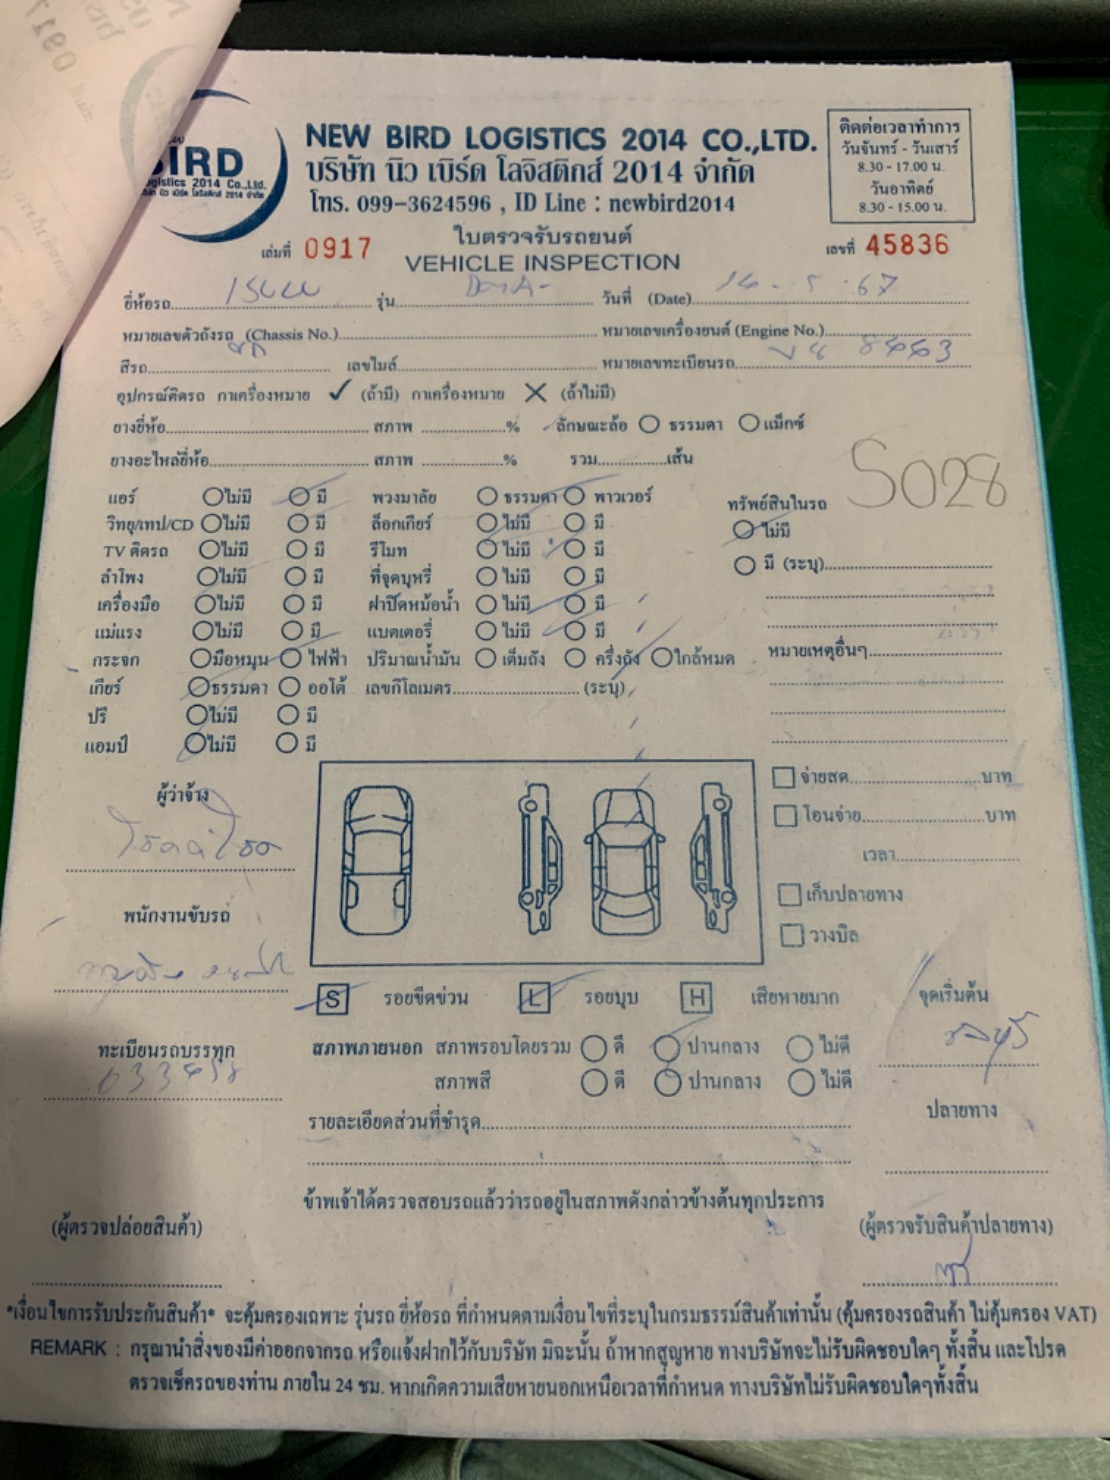 NEW BIRD LOGISTICS 2014 CO.,LTD.
บริษัท นิว เบิร์ด โลจิสติกส์ 2014 จำกัด
โทร. 099-3624596 , ID Line : newbird2014
BIRD
Logistics 2014 Co.,Ltd.
ติดต่อเวลาทำการ
วันจันทร์ - วันเสาร์
8.30 - 17.00 น.
วันอาทิตย์
8.30 - 15.00 น.
เล่มที่ 0917 ใบตรวจรับรถยนต์ เลขที่ 45836
VEHICLE INSPECTION
ยี่ห้อรถ ISUZU รุ่น วันที่ (Date) 14 - 5 - 67
หมายเลขตัวถังรถ (Chassis No.) หมายเลขเครื่องยนต์ (Engine No.)
สีรถ เลขไมล์ หมายเลขทะเบียนรถ
อุปกรณ์ติดรถ กาเครื่องหมาย ✓ (ถ้ามี) กาเครื่องหมาย ✕ (ถ้าไม่มี)
ยางยี่ห้อ สภาพ % ลักษณะล้อ ธรรมดา แม็กซ์
ยางอะไหล่ยี่ห้อ สภาพ % รวม เส้น
S028
แอร์ ไม่มี มี พวงมาลัย ธรรมดา พาวเวอร์ ทรัพย์สินในรถ
วิทยุ/เทป/CD ไม่มี มี ล็อกเกียร์ ไม่มี มี ไม่มี
TV ติดรถ ไม่มี มี รีโมท ไม่มี มี มี (ระบุ)
ลำโพง ไม่มี มี ที่จุดบุหรี่ ไม่มี มี
เครื่องมือ ไม่มี มี ฝาปิดหม้อน้ำ ไม่มี มี
แม่แรง ไม่มี มี แบตเตอรี่ ไม่มี มี
กระจก มือหมุน ไฟฟ้า ปริมาณน้ำมัน เต็มถัง ครึ่งถัง ใกล้หมด หมายเหตุอื่นๆ
เกียร์ ธรรมดา ออโต้ เลขกิโลเมตร (ระบุ)
ปรี ไม่มี มี
แอมป์ ไม่มี มี
ผู้ว่าจ้าง
พนักงานขับรถ
ทะเบียนรถบรรทุก
จ่ายสด บาท
โอนจ่าย บาท
เวลา
เก็บปลายทาง
วางบิล
S รอยขีดข่วน L รอยบุบ H เสียหายมาก
จุดเริ่มต้น
ชลบุรี
สภาพภายนอก สภาพรอบโดยรวม ดี ปานกลาง ไม่ดี
สภาพสี ดี ปานกลาง ไม่ดี
ปลายทาง
รายละเอียดส่วนที่ชำรุด
ข้าพเจ้าได้ตรวจสอบรถแล้วว่ารถอยู่ในสภาพดังกล่าวข้างต้นทุกประการ
(ผู้ตรวจปล่อยสินค้า) (ผู้ตรวจรับสินค้าปลายทาง)
*เงื่อนไขการรับประกันสินค้า* จะคุ้มครองเฉพาะ รุ่นรถ ยี่ห้อรถ ที่กำหนดตามเงื่อนไขที่ระบุในกรมธรรม์สินค้าเท่านั้น (คุ้มครองรถสินค้า ไม่คุ้มครอง VAT)
REMARK : กรุณานำสิ่งของมีค่าออกจากรถ หรือแจ้งฝากไว้กับบริษัท มิฉะนั้น ถ้าหากสูญหาย ทางบริษัทจะไม่รับผิดชอบใดๆ ทั้งสิ้น และโปรด
ตรวจเช็ครถของท่าน ภายใน 24 ชม. หากเกิดความเสียหายนอกเหนือเวลาที่กำหนด ทางบริษัทไม่รับผิดชอบใดๆทั้งสิ้น